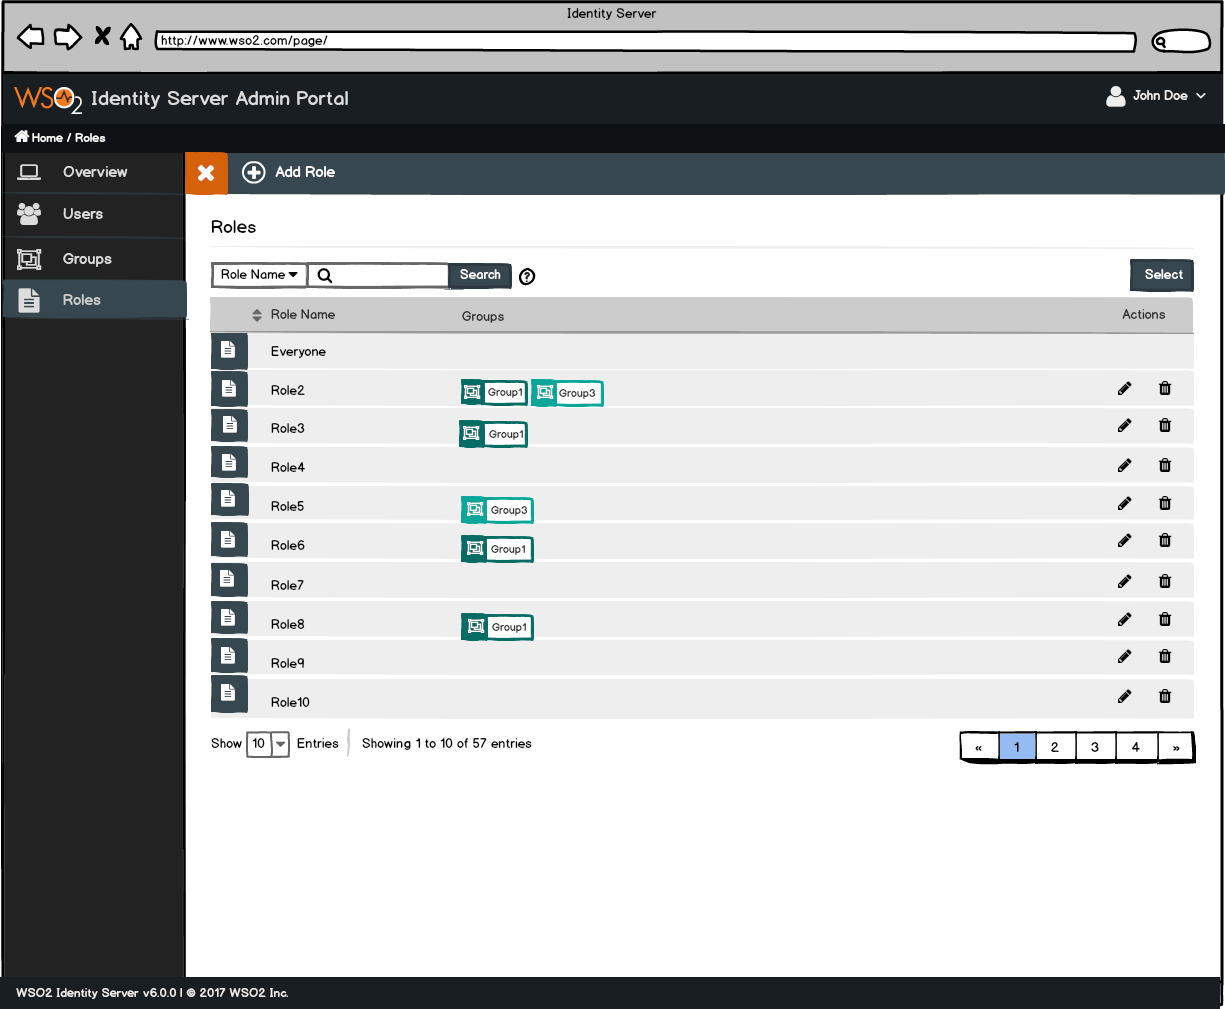 Identity Server
http://www.wso2.com/page/
WSO2 Identity Server Admin Portal
John Doe
Home / Roles
Overview
Add Role
Users
Groups
Roles
Roles
Role Name
Search
Select
Role Name Groups Actions
Everyone
Role2 Group1 Group3
Role3 Group1
Role4
Role5 Group3
Role6 Group1
Role7
Role8 Group1
Role9
Role10
Show 10 Entries Showing 1 to 10 of 57 entries
« 1 2 3 4 »
WSO2 Identity Server v6.0.0 | © 2017 WSO2 Inc.